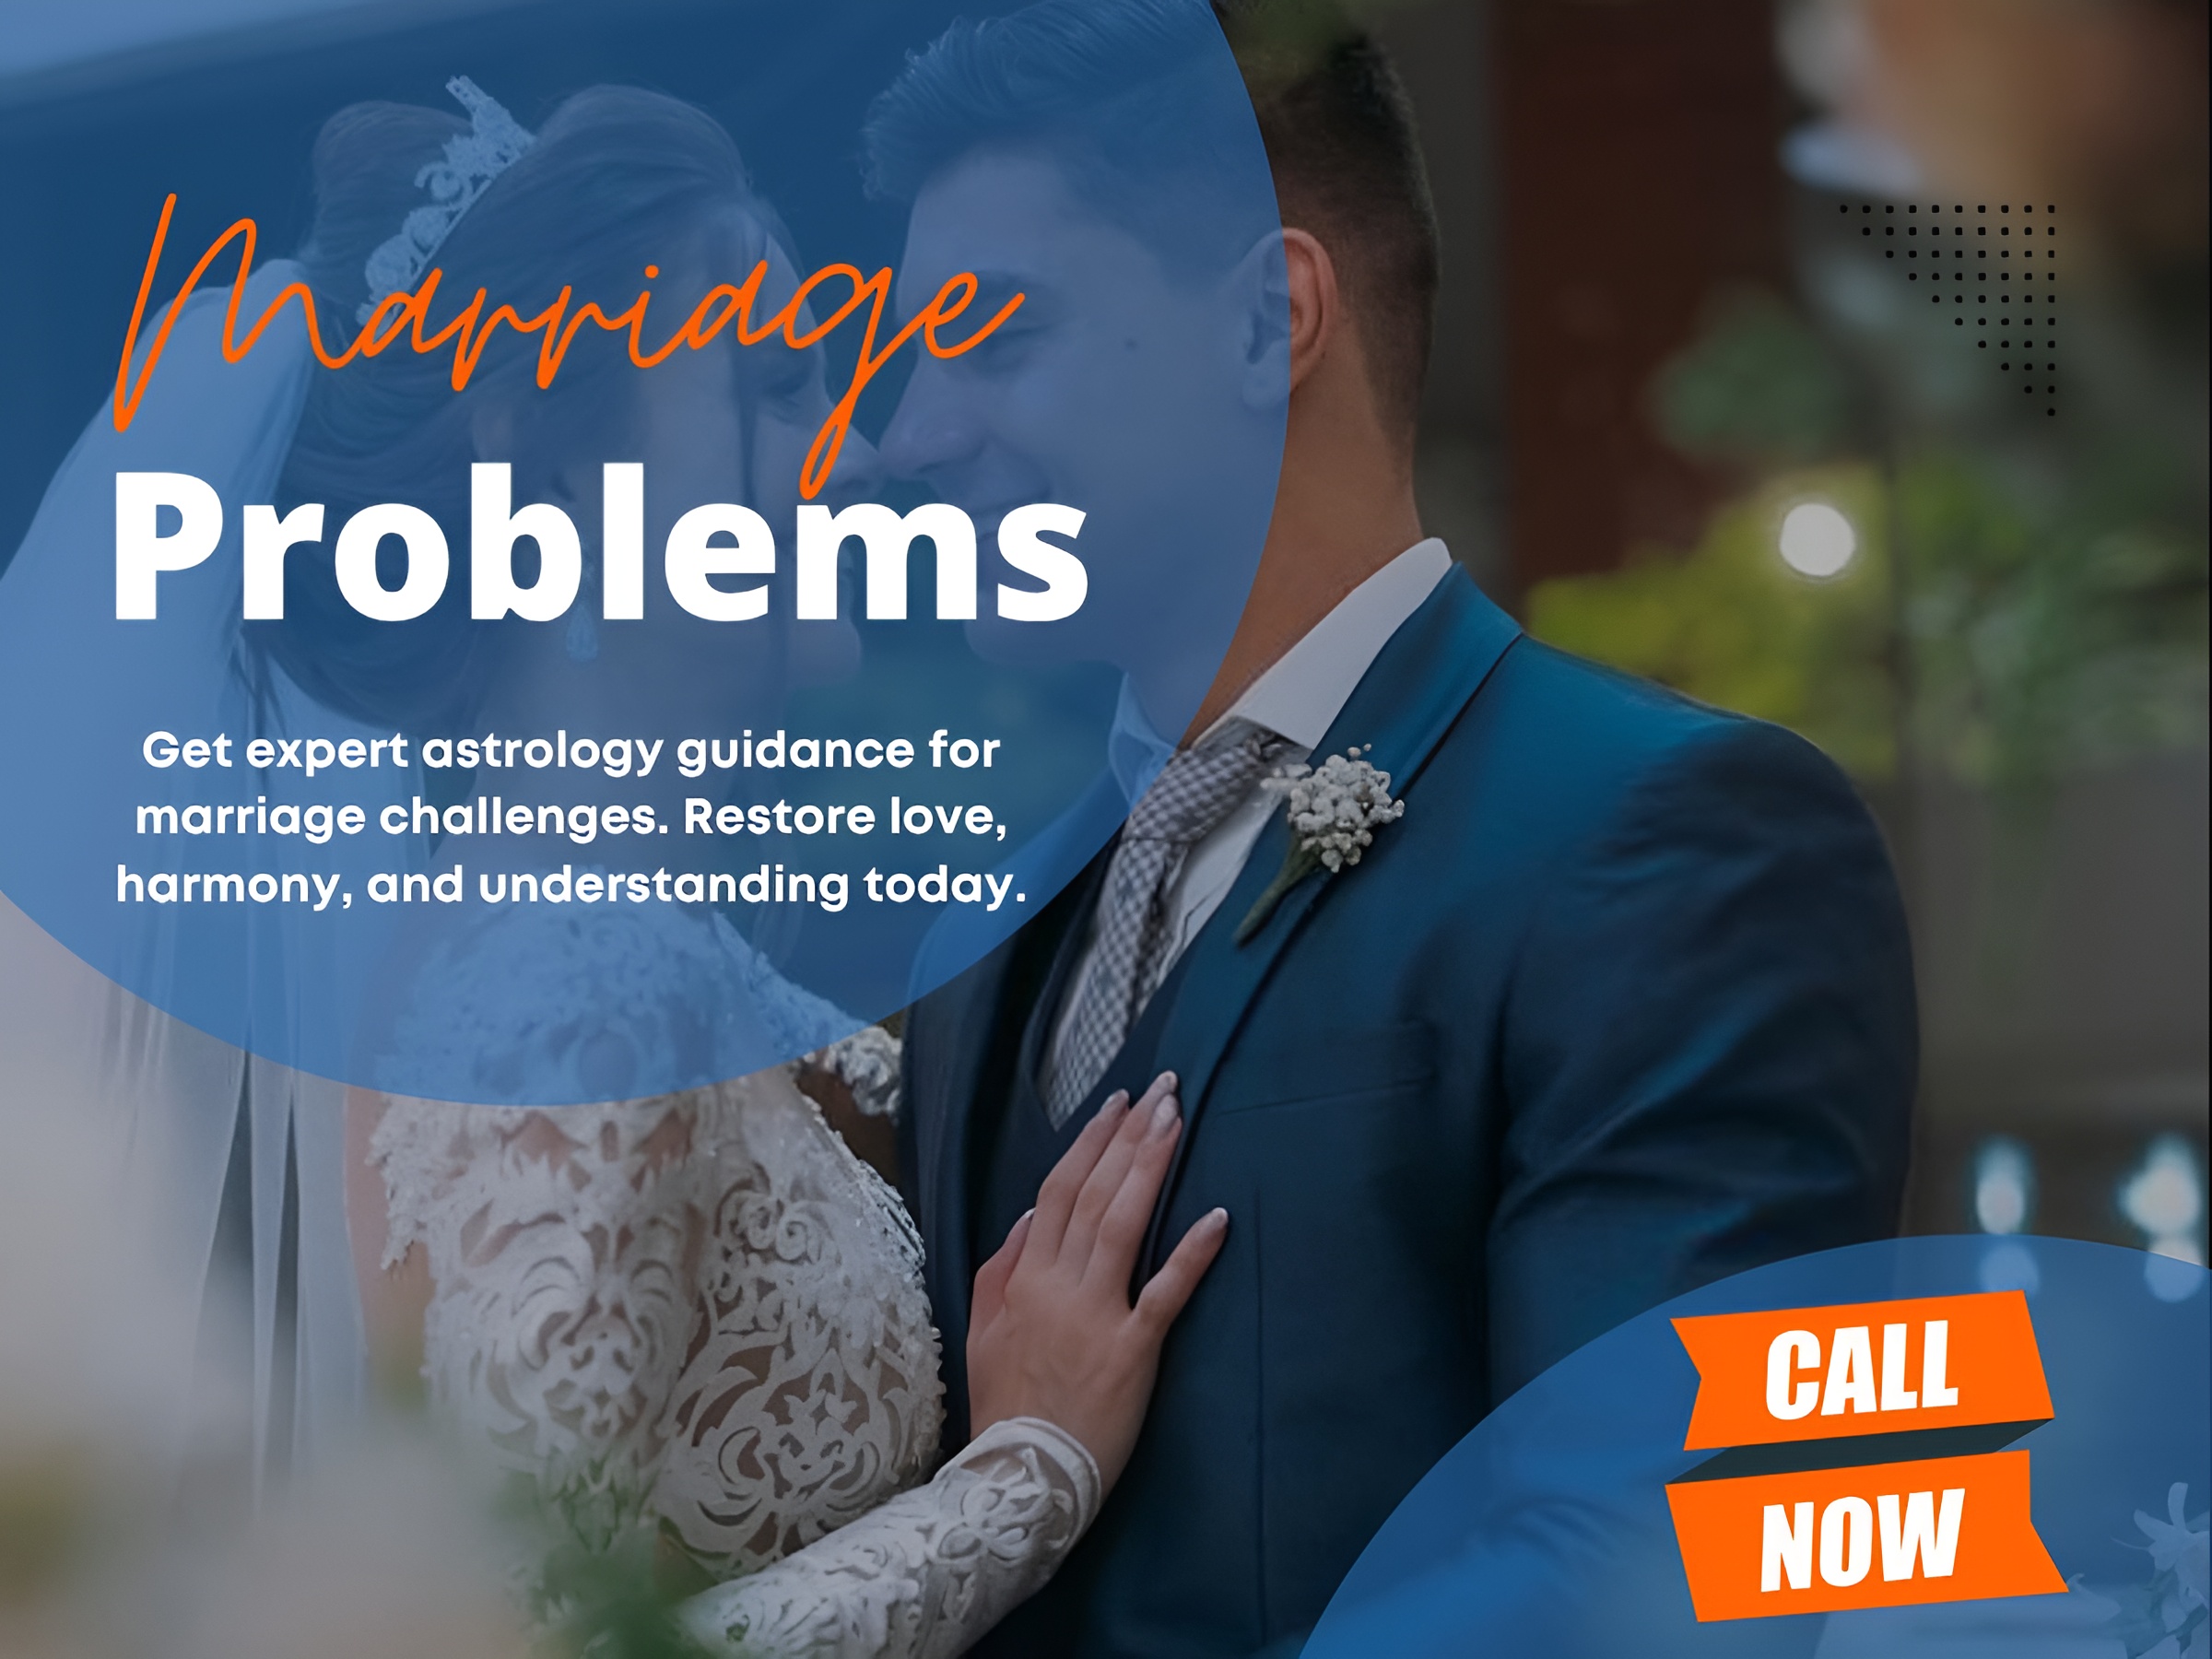 Marriage
Problems
Get expert astrology guidance for
marriage challenges. Restore love,
harmony, and understanding today.
CALL
NOW